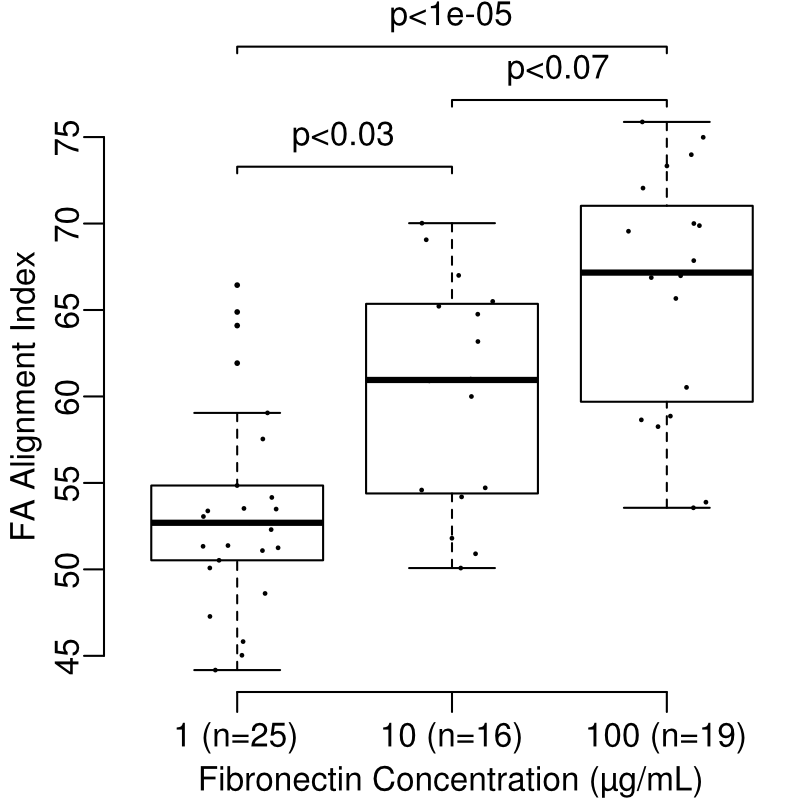 p<1e-05
p<0.07
p<0.03
75
70
65
60
55
50
45
FA Alignment Index
1 (n=25)
10 (n=16)
100 (n=19)
Fibronectin Concentration (µg/mL)